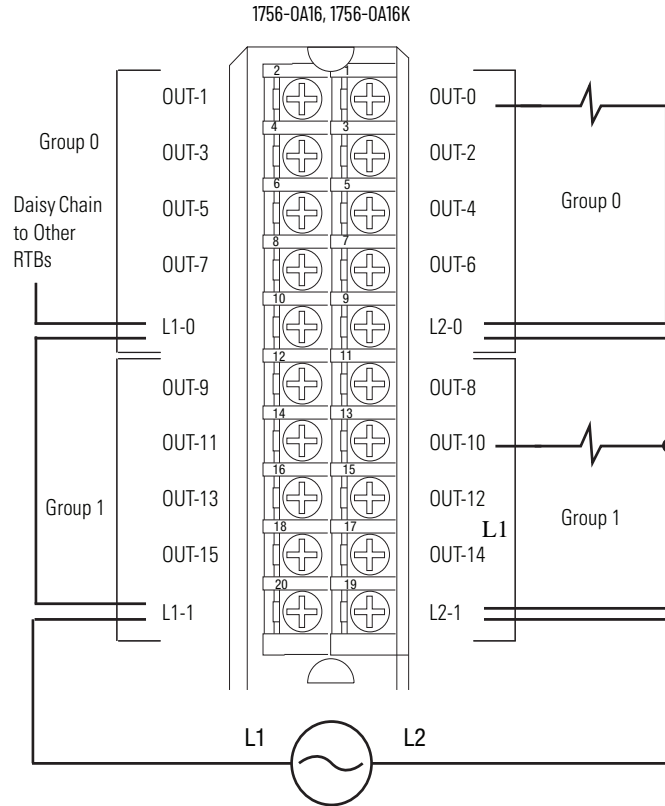 1756-OA16, 1756-OA16K
2 1
OUT-1 OUT-0
4 3
Group 0
OUT-3 OUT-2
6 5
Daisy Chain
to Other
RTBs
OUT-5 OUT-4
Group 0
8 7
OUT-7 OUT-6
10 9
L1-0 L2-0
12 11
OUT-9 OUT-8
14 13
OUT-11 OUT-10
16 15
Group 1
OUT-13 OUT-12
Group 1
18 17
L1
OUT-15 OUT-14
20 19
L1-1 L2-1
L1 L2